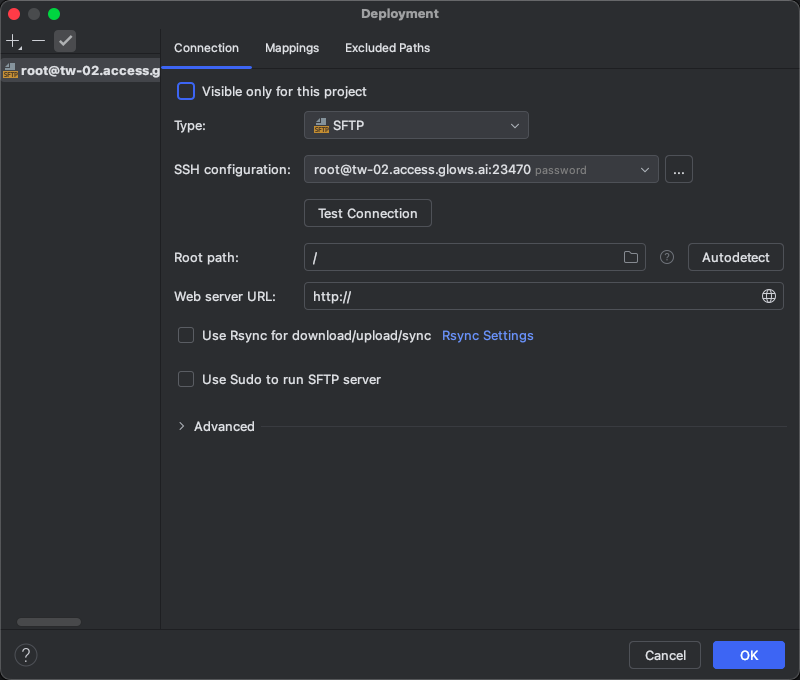 Deployment
root@tw-02.access.g
Connection Mappings Excluded Paths
Visible only for this project
Type: SFTP SFTP
SSH configuration: root@tw-02.access.glows.ai:23470 password ...
Test Connection
Root path: / ? Autodetect
Web server URL: http://
Use Rsync for download/upload/sync Rsync Settings
Use Sudo to run SFTP server
Advanced
? Cancel OK